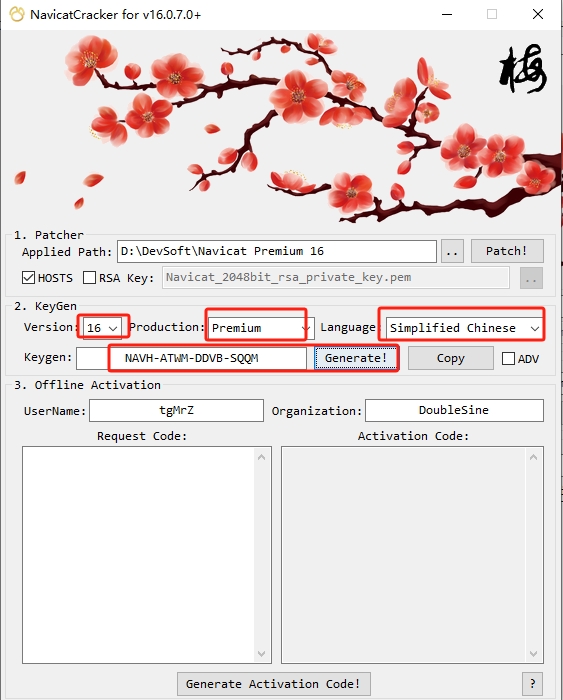 NavicatCracker for v16.0.7.0+
梅
1. Patcher
Applied Path: D:\DevSoft\Navicat Premium 16 .. Patch!
HOSTS RSA Key: Navicat_2048bit_rsa_private_key.pem ..
2. KeyGen
Version: 16 Production: Premium Language: Simplified Chinese
Keygen: NAVH-ATWM-DDVB-SQQM Generate! Copy ADV
3. Offline Activation
UserName: tgMrZ Organization: DoubleSine
Request Code: Activation Code:
Generate Activation Code! ?